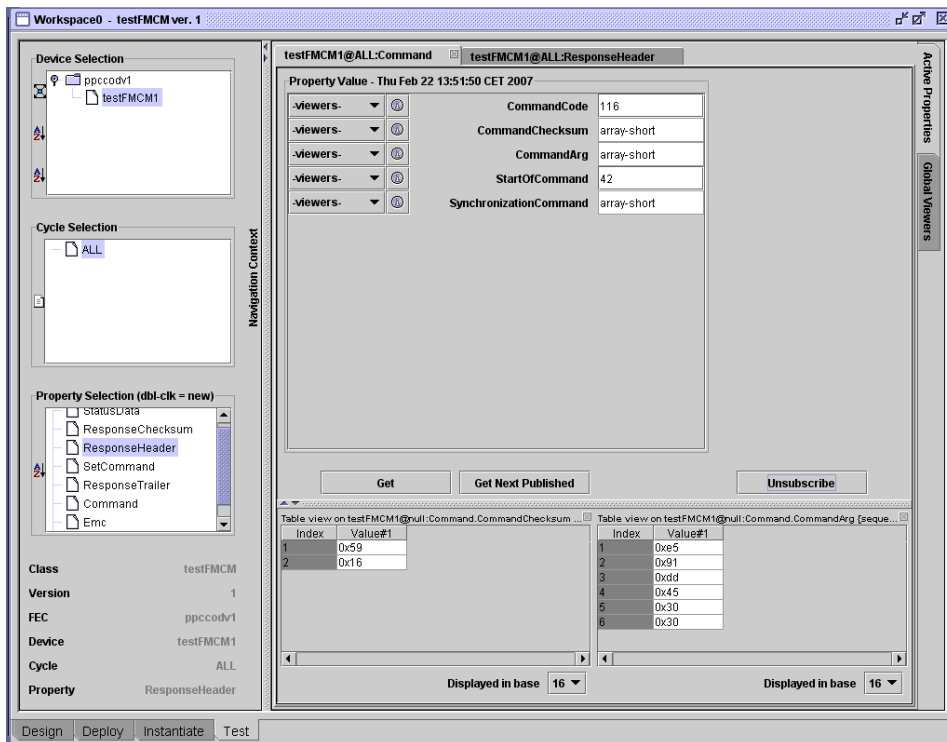 Workspace0 - testFMCM ver. 1
Device Selection
ppccodv1
testFMCM1
Cycle Selection
ALL
Property Selection (dbl-clk = new)
StatusData
ResponseChecksum
ResponseHeader
SetCommand
ResponseTrailer
Command
Emc
Class testFMCM
Version 1
FEC ppccodv1
Device testFMCM1
Cycle ALL
Property ResponseHeader
Navigation Context
testFMCM1@ALL:Command
testFMCM1@ALL:ResponseHeader
Property Value - Thu Feb 22 13:51:50 CET 2007
-viewers- CommandCode 116
-viewers- CommandChecksum array-short
-viewers- CommandArg array-short
-viewers- StartOfCommand 42
-viewers- SynchronizationCommand array-short
Get
Get Next Published
Unsubscribe
Table view on testFMCM1@null:Command.CommandChecksum ...
Index Value#1
1 0x59
2 0x16
Displayed in base 16
Table view on testFMCM1@null:Command.CommandArg {seque...
Index Value#1
1 0xe5
2 0x91
3 0xdd
4 0x45
5 0x30
6 0x30
Displayed in base 16
Active Properties
Global Viewers
Design Deploy Instantiate Test